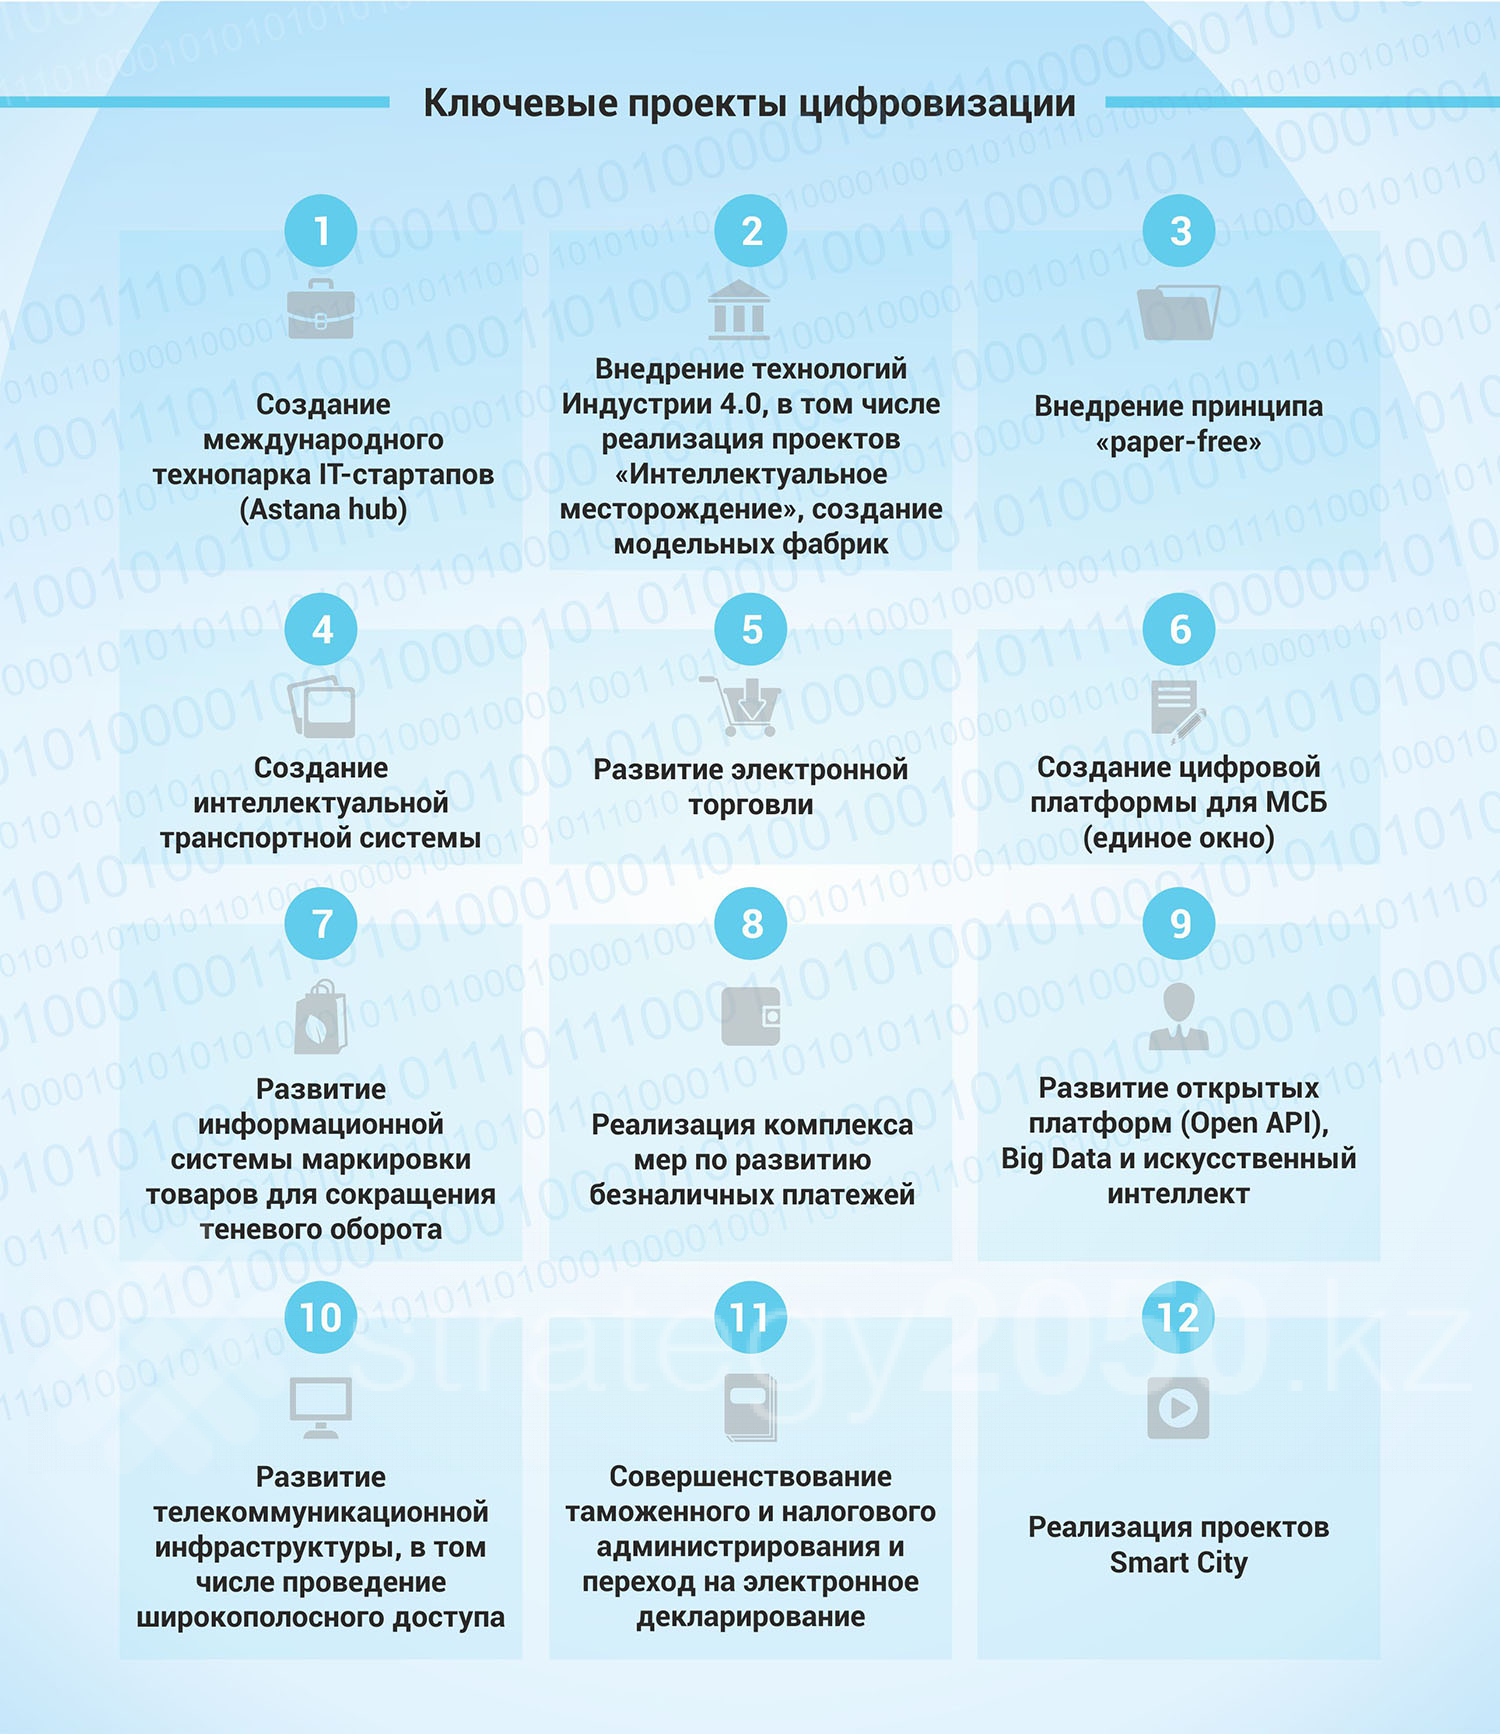 Ключевые проекты цифровизации
1
Создание
международного
технопарка IT-стартапов
(Astana hub)
2
Внедрение технологий
Индустрии 4.0, в том числе
реализация проектов
«Интеллектуальное
месторождение», создание
модельных фабрик
3
Внедрение принципа
«paper-free»
4
Создание
интеллектуальной
транспортной системы
5
Развитие электронной
торговли
6
Создание цифровой
платформы для МСБ
(единое окно)
7
Развитие
информационной
системы маркировки
товаров для сокращения
теневого оборота
8
Реализация комплекса
мер по развитию
безналичных платежей
9
Развитие открытых
платформ (Open API),
Big Data и искусственный
интеллект
10
Развитие
телекоммуникационной
инфраструктуры, в том
числе проведение
широкополосного доступа
11
Совершенствование
таможенного и налогового
администрирования и
переход на электронное
декларирование
12
Реализация проектов
Smart City
strategy2050.kz